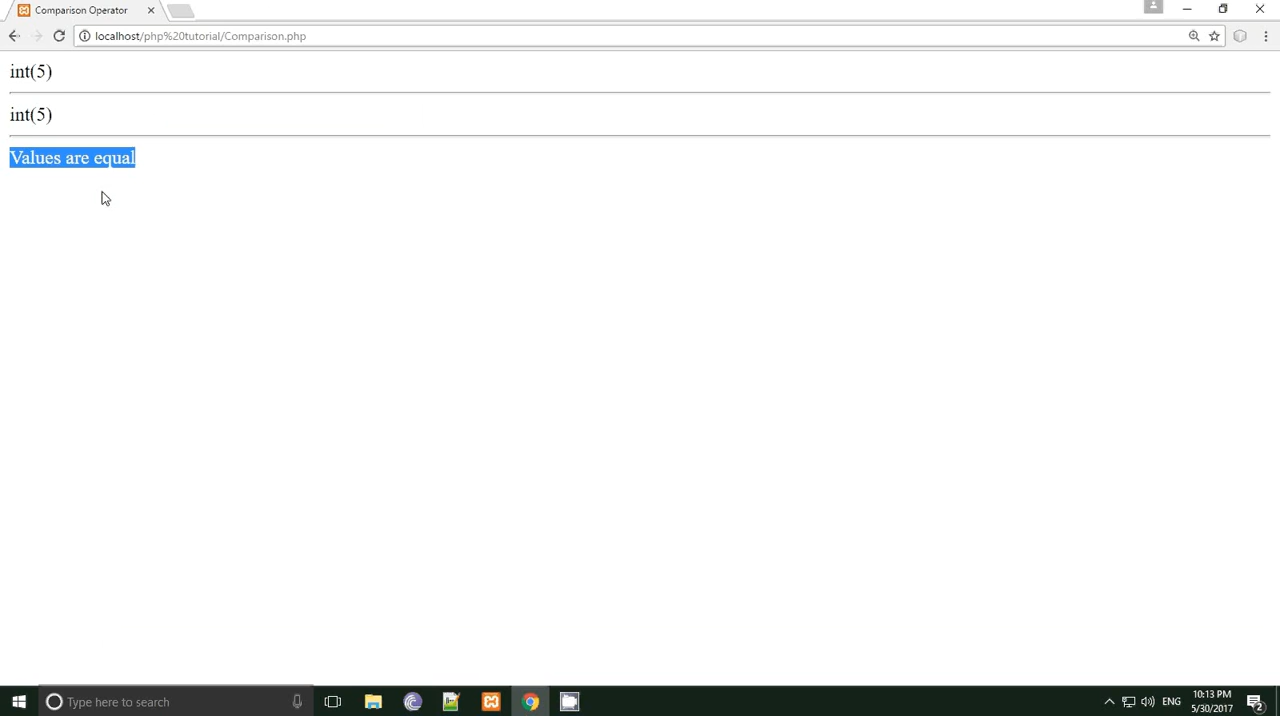 Comparison Operator
localhost/php%20tutorial/Comparison.php
int(5)
int(5)
Values are equal
Type here to search
ENG
10:13 PM
5/30/2017
2